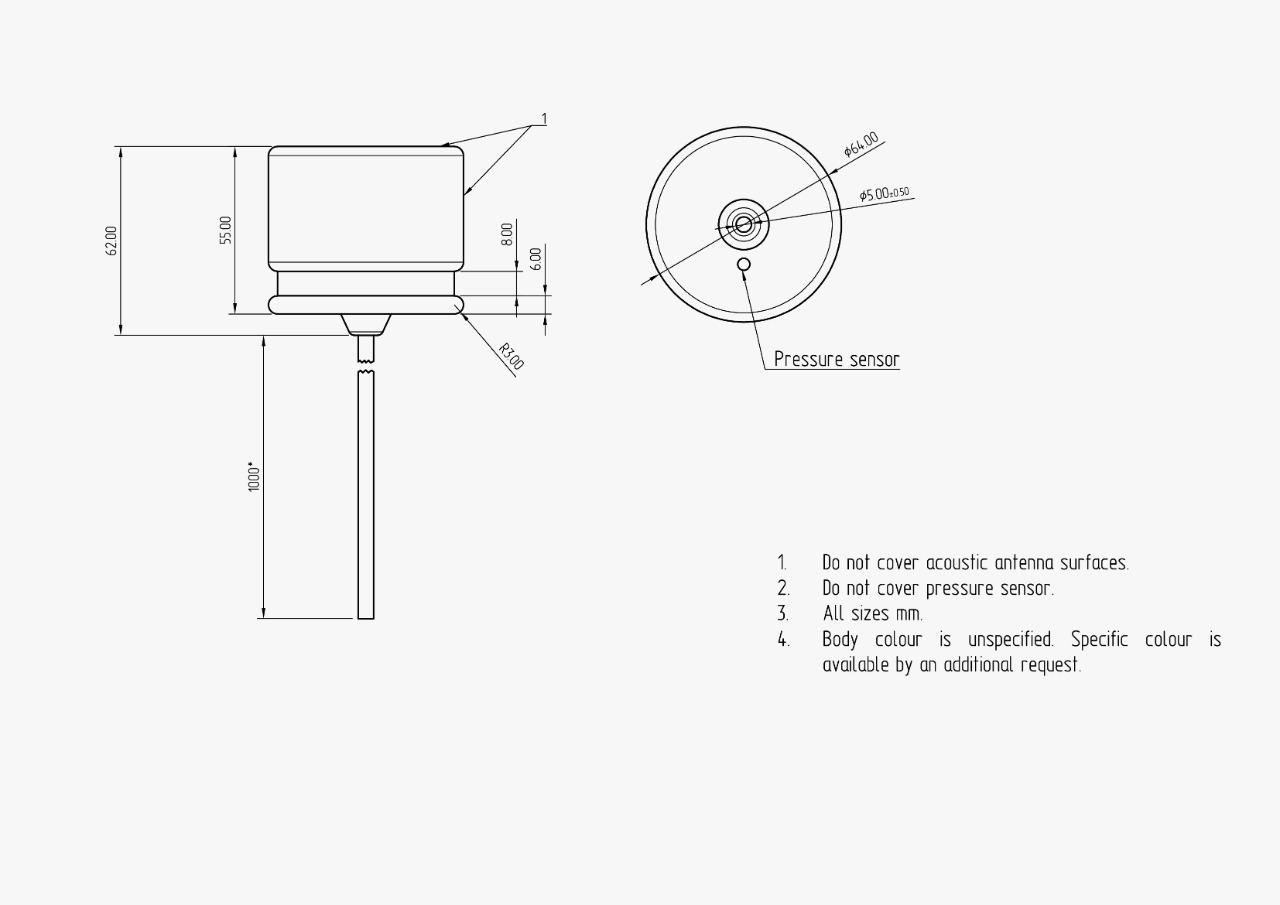 1
62.00
55.00
8.00
6.00
R3.00
1000*
⌀64.00
⌀5.00±0.50
Pressure sensor
1. Do not cover acoustic antenna surfaces.
2. Do not cover pressure sensor.
3. All sizes mm.
4. Body colour is unspecified. Specific colour is
available by an additional request.